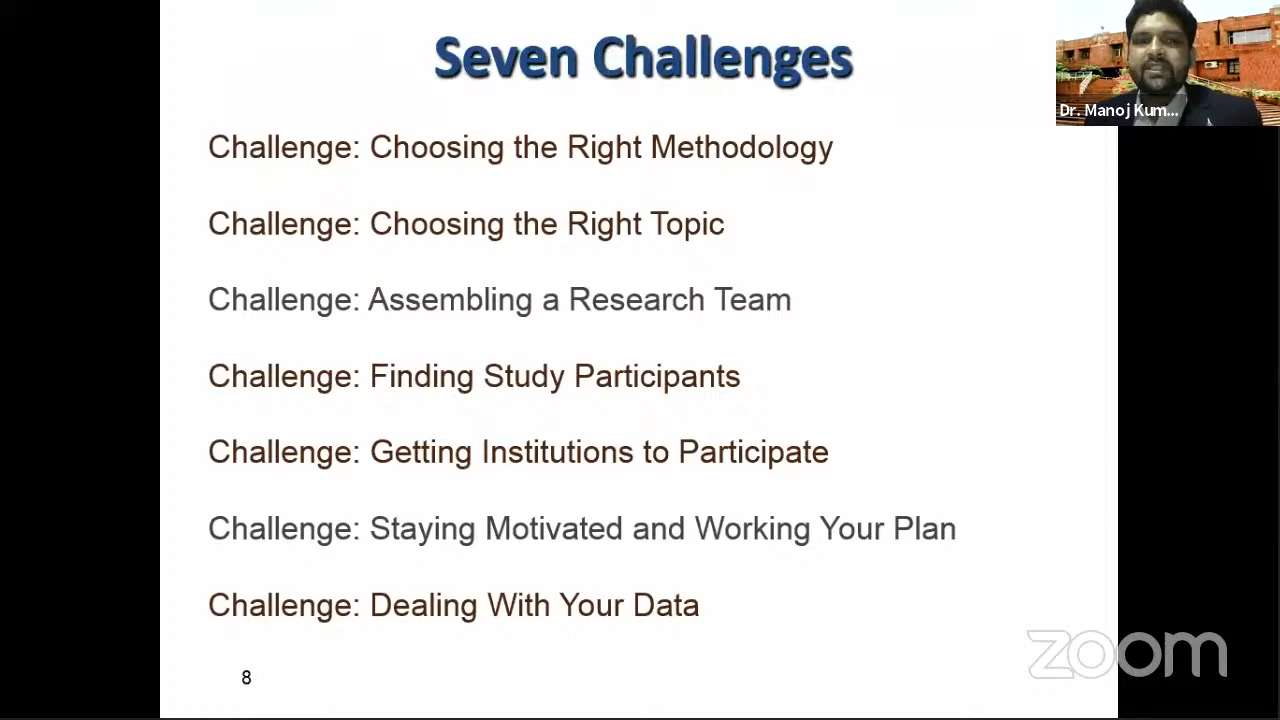 Seven Challenges
Dr. Manoj Kum...
Challenge: Choosing the Right Methodology
Challenge: Choosing the Right Topic
Challenge: Assembling a Research Team
Challenge: Finding Study Participants
Challenge: Getting Institutions to Participate
Challenge: Staying Motivated and Working Your Plan
Challenge: Dealing With Your Data
8
zoom